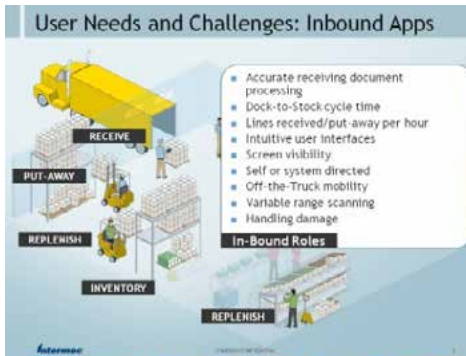 User Needs and Challenges: Inbound Apps
Accurate receiving document
processing
Dock-to-Stock cycle time
Lines received/put-away per hour
Intuitive user interfaces
Screen visibility
Self or system directed
Off-the-Truck mobility
Variable range scanning
Handling damage
In-Bound Roles
RECEIVE
PUT-AWAY
REPLENISH
INVENTORY
REPLENISH
Intermec